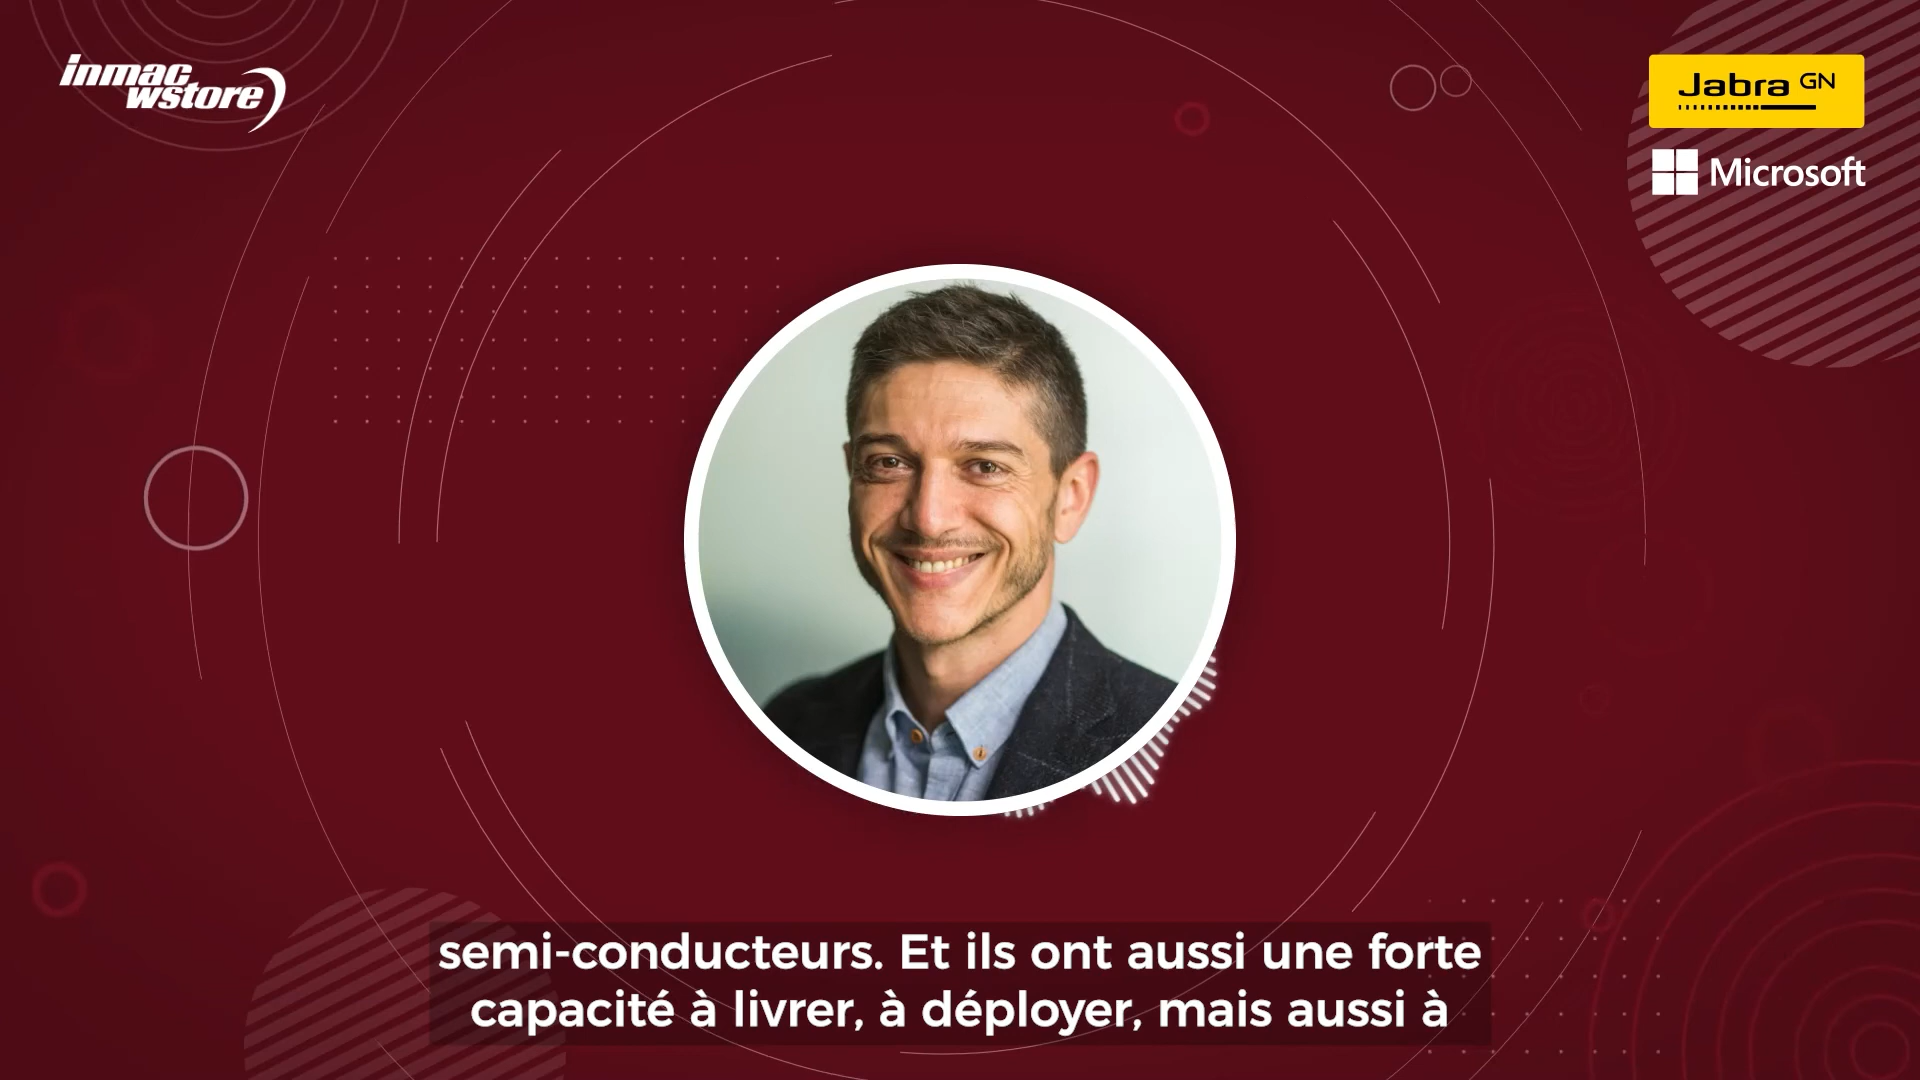 inmac
wstore
Jabra GN
Microsoft
semi-conducteurs. Et ils ont aussi une forte
capacité à livrer, à déployer, mais aussi à